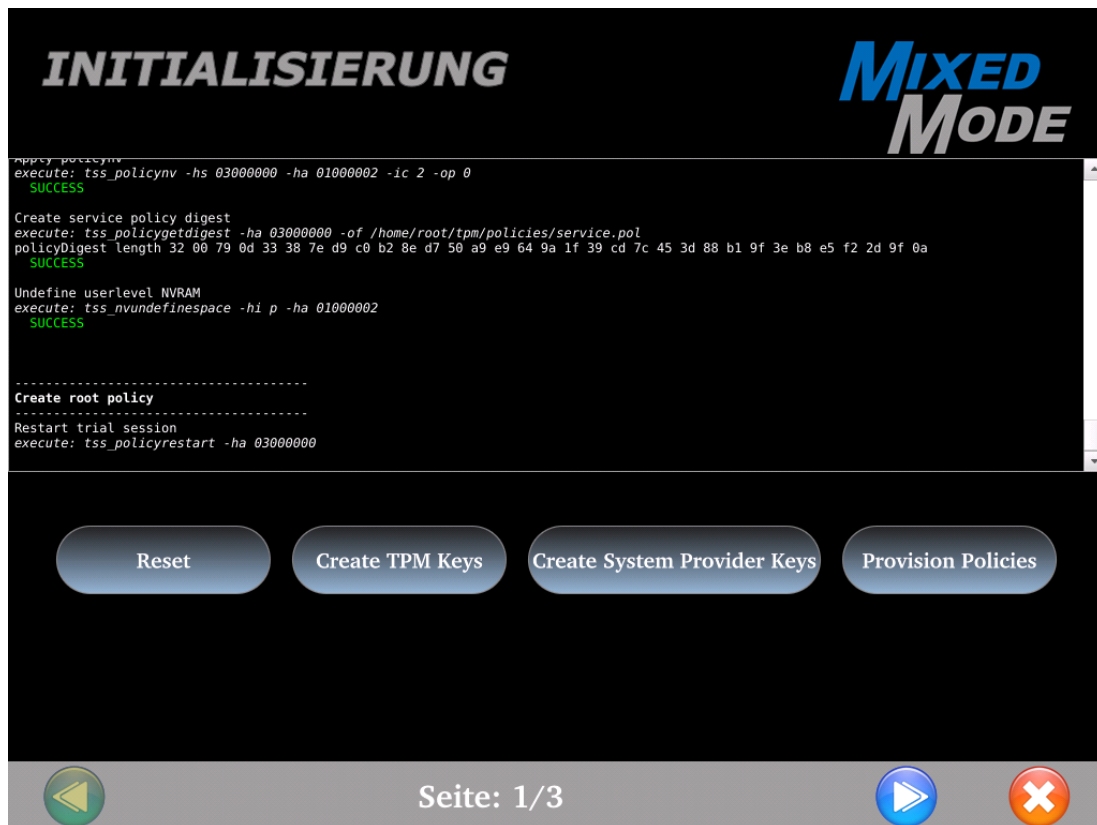 INITIALISIERUNG
MIXED
MODE
Apply policynv
execute: tss_policynv -hs 03000000 -ha 01000002 -ic 2 -op 0
SUCCESS
Create service policy digest
execute: tss_policygetdigest -ha 03000000 -of /home/root/tpm/policies/service.pol
policyDigest length 32 00 79 0d 33 38 7e d9 c0 b2 8e d7 50 a9 e9 64 9a 1f 39 cd 7c 45 3d 88 b1 9f 3e b8 e5 f2 2d 9f 0a
SUCCESS
Undefine userlevel NVRAM
execute: tss_nvundefinespace -hi p -ha 01000002
SUCCESS
--------------------------------------
Create root policy
--------------------------------------
Restart trial session
execute: tss_policyrestart -ha 03000000
Reset
Create TPM Keys
Create System Provider Keys
Provision Policies
Seite: 1/3